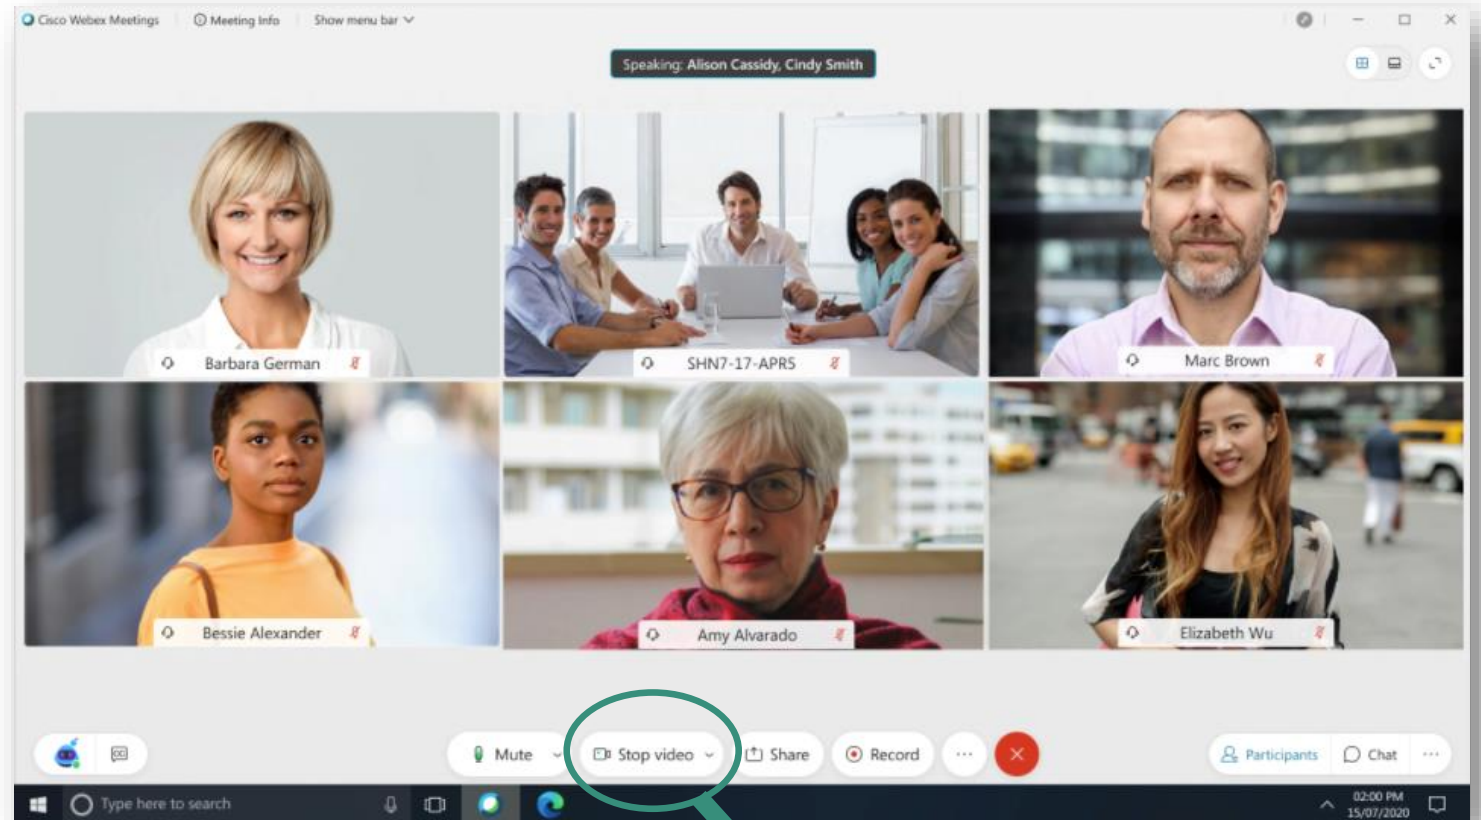 Cisco Webex Meetings Meeting Info Show menu bar
Speaking: Alison Cassidy, Cindy Smith
Barbara German SHN7-17-APR5 Marc Brown
Bessie Alexander Amy Alvarado Elizabeth Wu
CC Mute Stop video Share Record ... Participants Chat ...
Type here to search 02:00 PM
15/07/2020